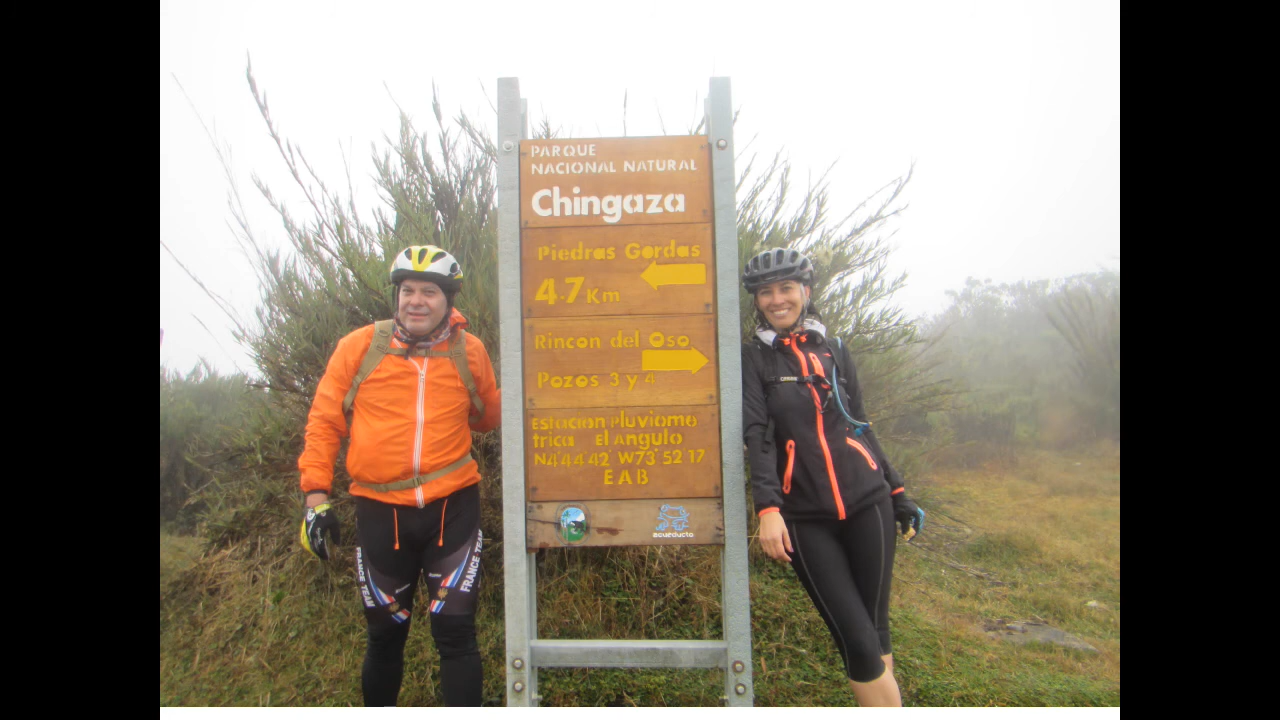 PARQUE
NACIONAL NATURAL
Chingaza
Piedras Gordas
4.7 Km
Rincon del Oso
Pozos 3 y 4
Estacion Pluviome
trica El Angulo
N4°44'42" W73°52'17
EAB
acueducto
FRANCE TEAM
FRANCE TEAM